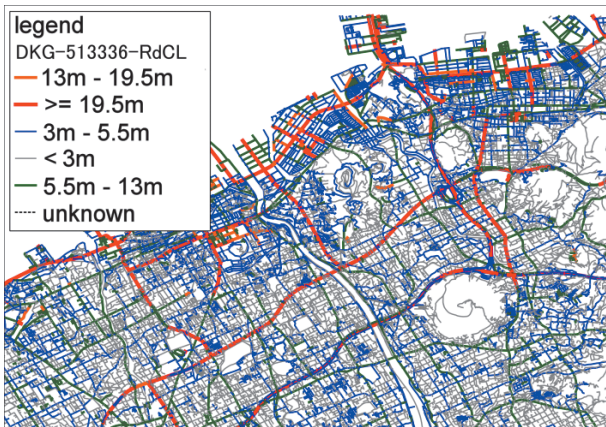 legend
DKG-513336-RdCL
13m - 19.5m
>= 19.5m
3m - 5.5m
< 3m
5.5m - 13m
unknown